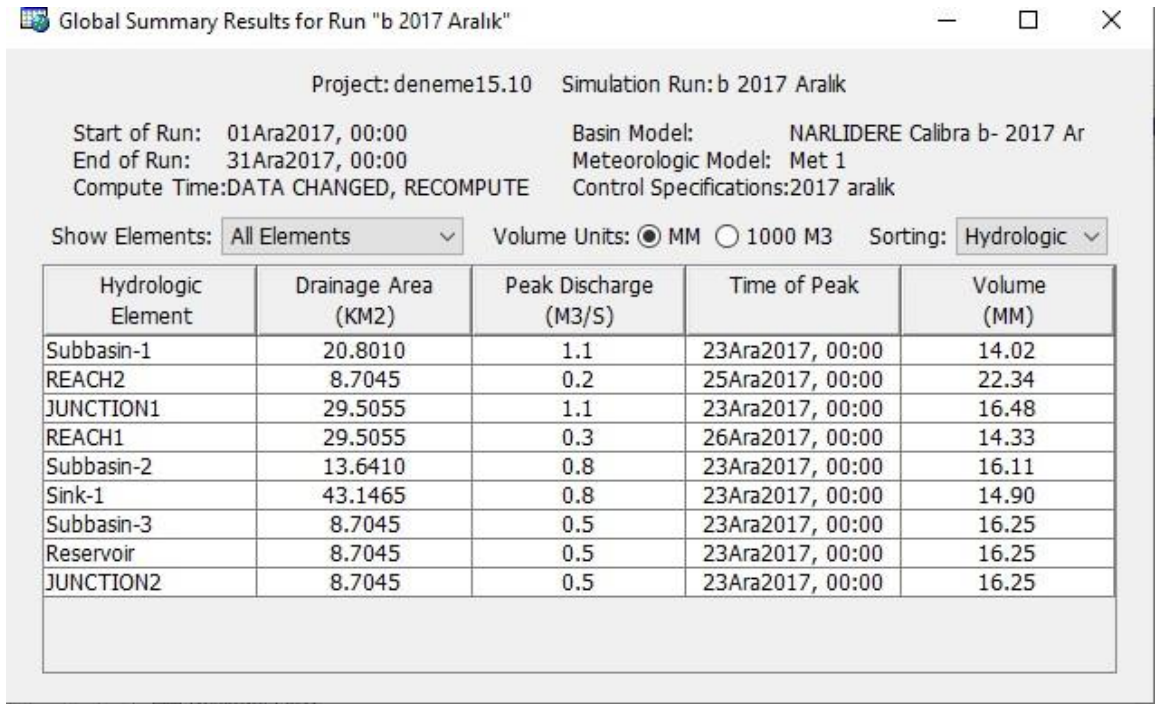 Global Summary Results for Run "b 2017 Aralık"
Project: deneme15.10 Simulation Run: b 2017 Aralık
Start of Run: 01Ara2017, 00:00 Basin Model: NARLIDERE Calibra b- 2017 Ar
End of Run: 31Ara2017, 00:00 Meteorologic Model: Met 1
Compute Time:DATA CHANGED, RECOMPUTE Control Specifications:2017 aralık
Show Elements: All Elements Volume Units: MM 1000 M3 Sorting: Hydrologic
Hydrologic Element Drainage Area (KM2) Peak Discharge (M3/S) Time of Peak Volume (MM)
Subbasin-1 20.8010 1.1 23Ara2017, 00:00 14.02
REACH2 8.7045 0.2 25Ara2017, 00:00 22.34
JUNCTION1 29.5055 1.1 23Ara2017, 00:00 16.48
REACH1 29.5055 0.3 26Ara2017, 00:00 14.33
Subbasin-2 13.6410 0.8 23Ara2017, 00:00 16.11
Sink-1 43.1465 0.8 23Ara2017, 00:00 14.90
Subbasin-3 8.7045 0.5 23Ara2017, 00:00 16.25
Reservoir 8.7045 0.5 23Ara2017, 00:00 16.25
JUNCTION2 8.7045 0.5 23Ara2017, 00:00 16.25